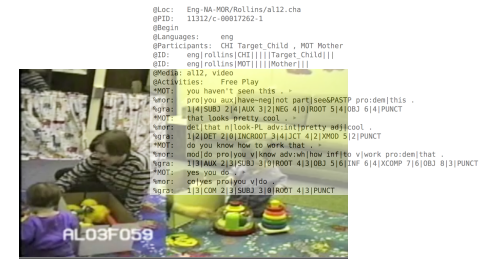 @Loc: Eng-NA-MOR/Rollins/al12.cha
@PID: 11312/c-00017262-1
@Begin
@Languages: eng
@Participants: CHI Target_Child , MOT Mother
@ID: eng|rollins|CHI|||||Target_Child|||
@ID: eng|rollins|MOT|||||Mother|||
@Media: al12, video
@Activities: Free Play
*MOT: you haven't seen this .
%mor: pro|you aux|have~neg|not part|see&PASTP pro:dem|this .
%gra: 1|4|SUBJ 2|4|AUX 3|2|NEG 4|0|ROOT 5|4|OBJ 6|4|PUNCT
*MOT: that looks pretty cool .
%mor: det|that n|look-PL adv:int|pretty adj|cool .
%gra: 1|2|DET 2|0|INCROOT 3|4|JCT 4|2|XMOD 5|2|PUNCT
*MOT: do you know how to work that .
%mor: mod|do pro|you v|know adv:wh|how inf|to v|work pro:dem|that .
%gra: 1|3|AUX 2|3|SUBJ 3|0|ROOT 4|3|OBJ 5|6|INF 6|4|XCOMP 7|6|OBJ 8|3|PUNCT
*MOT: yes you do .
%mor: co|yes pro|you v|do .
%gra: 1|3|COM 2|3|SUBJ 3|0|ROOT 4|3|PUNCT
AL03F059